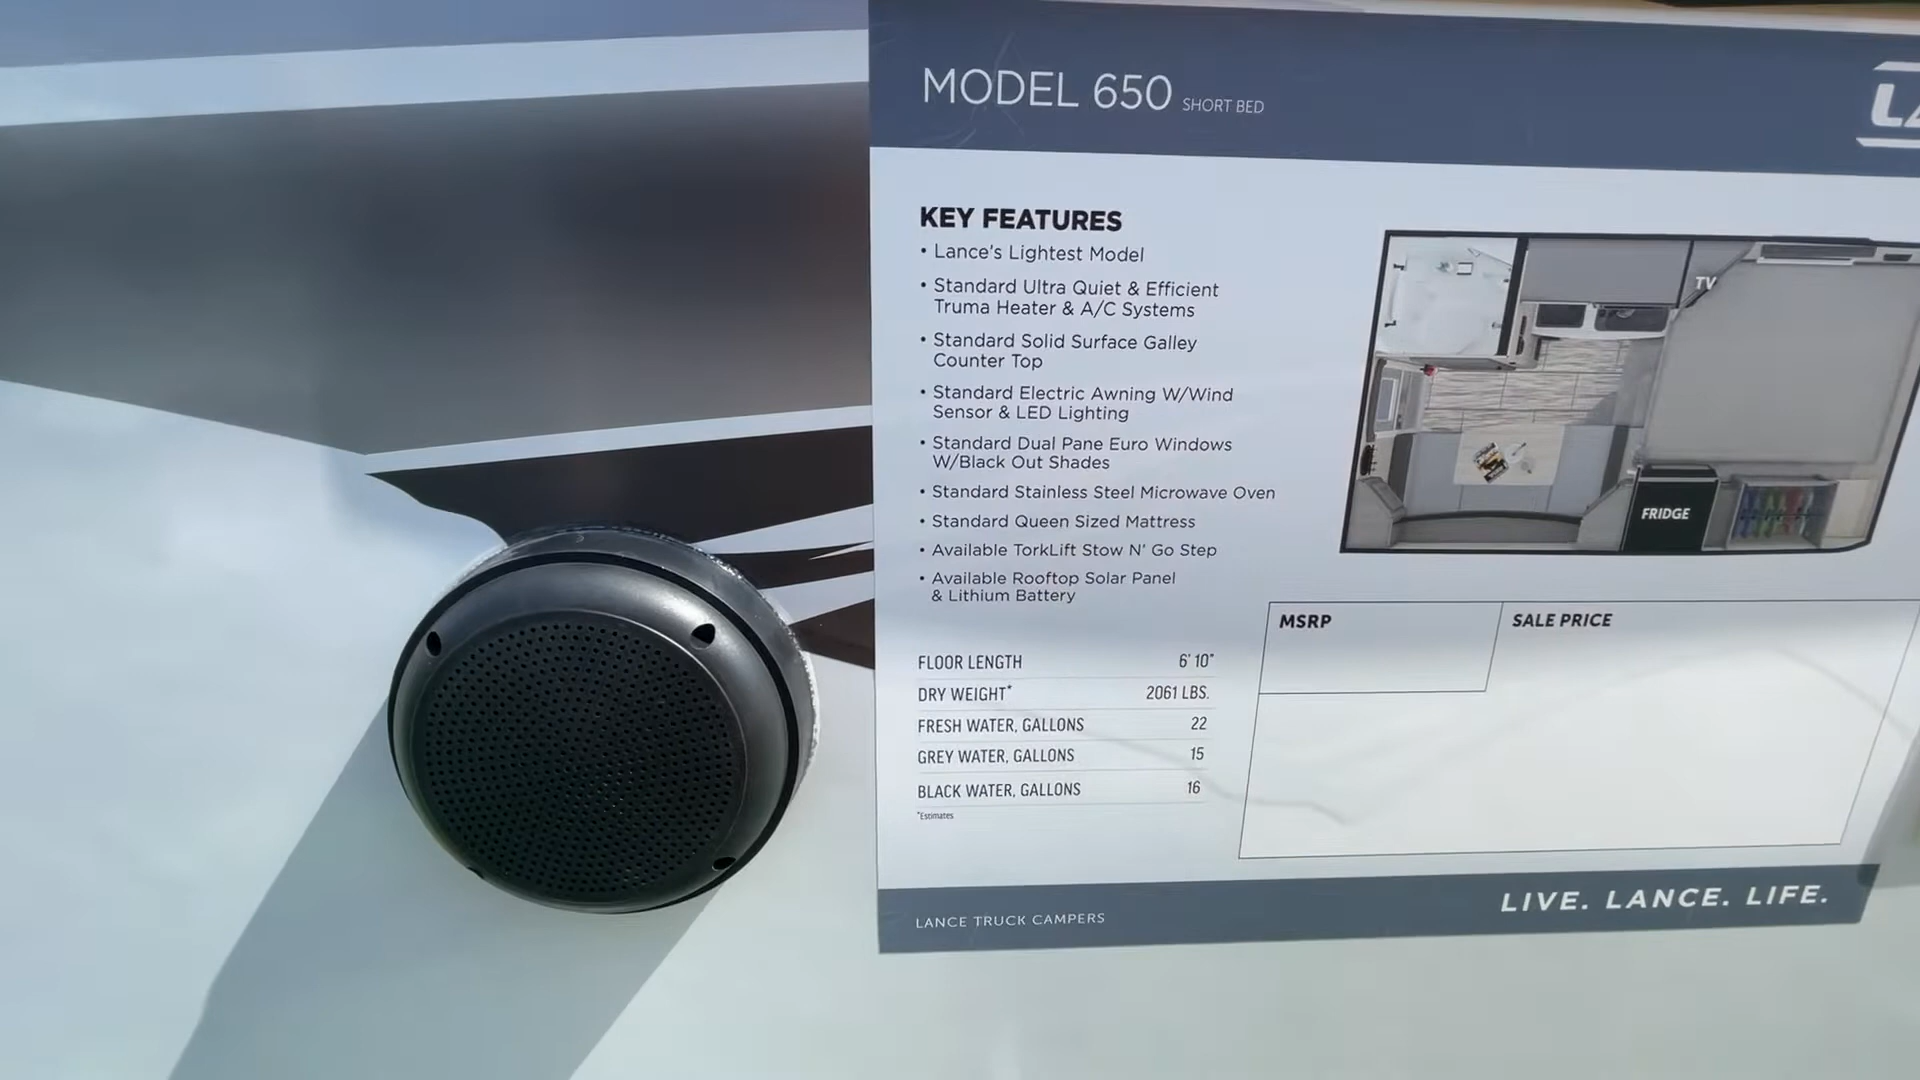 MODEL 650 SHORT BED
KEY FEATURES
• Lance's Lightest Model
• Standard Ultra Quiet & Efficient
Truma Heater & A/C Systems
• Standard Solid Surface Galley
Counter Top
• Standard Electric Awning W/Wind
Sensor & LED Lighting
• Standard Dual Pane Euro Windows
W/Black Out Shades
• Standard Stainless Steel Microwave Oven
• Standard Queen Sized Mattress
• Available TorkLift Stow N' Go Step
• Available Rooftop Solar Panel
& Lithium Battery
TV
FRIDGE
MSRP
SALE PRICE
FLOOR LENGTH 6' 10"
DRY WEIGHT* 2061 LBS.
FRESH WATER, GALLONS 22
GREY WATER, GALLONS 15
BLACK WATER, GALLONS 16
*Estimates
LANCE TRUCK CAMPERS
LIVE. LANCE. LIFE.